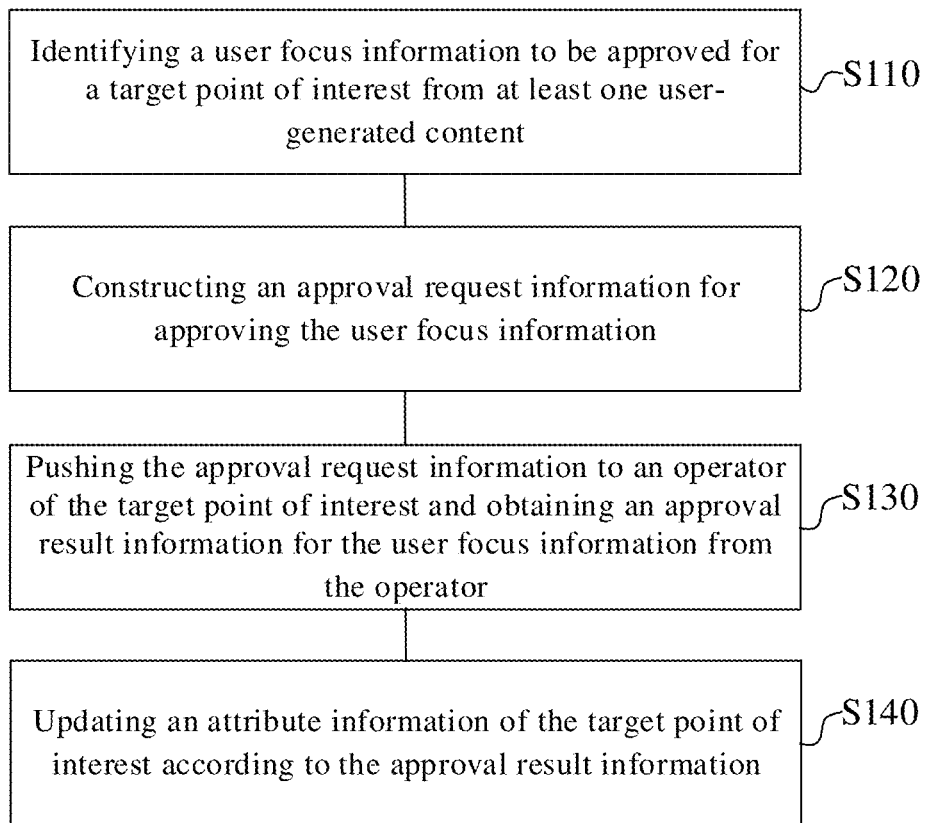 Identifying a user focus information to be approved for
a target point of interest from at least one user-
generated content
S110
Constructing an approval request information for
approving the user focus information
S120
Pushing the approval request information to an operator
of the target point of interest and obtaining an approval
result information for the user focus information from
the operator
S130
Updating an attribute information of the target point of
interest according to the approval result information
S140